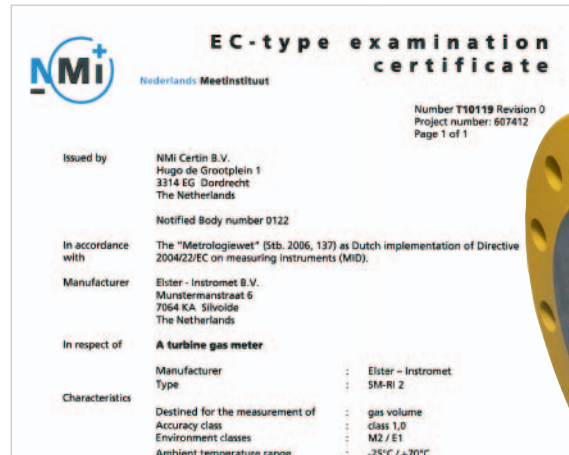 NMi
EC-type examination
certificate
Nederlands Meetinstituut
Number T10119 Revision 0
Project number: 607412
Page 1 of 1
Issued by NMi Certin B.V.
Hugo de Grootplein 1
3314 EG Dordrecht
The Netherlands
Notified Body number 0122
In accordance with The "Metrologiewet" (Stb. 2006, 137) as Dutch implementation of Directive
2004/22/EC on measuring instruments (MID).
Manufacturer Elster - Instromet B.V.
Munstermanstraat 6
7064 KA Silvolde
The Netherlands
In respect of A turbine gas meter
Manufacturer : Elster – Instromet
Type : SM-RI 2
Characteristics
Destined for the measurement of : gas volume
Accuracy class : class 1,0
Environment classes : M2 / E1
Ambient temperature range : -25°C / +70°C